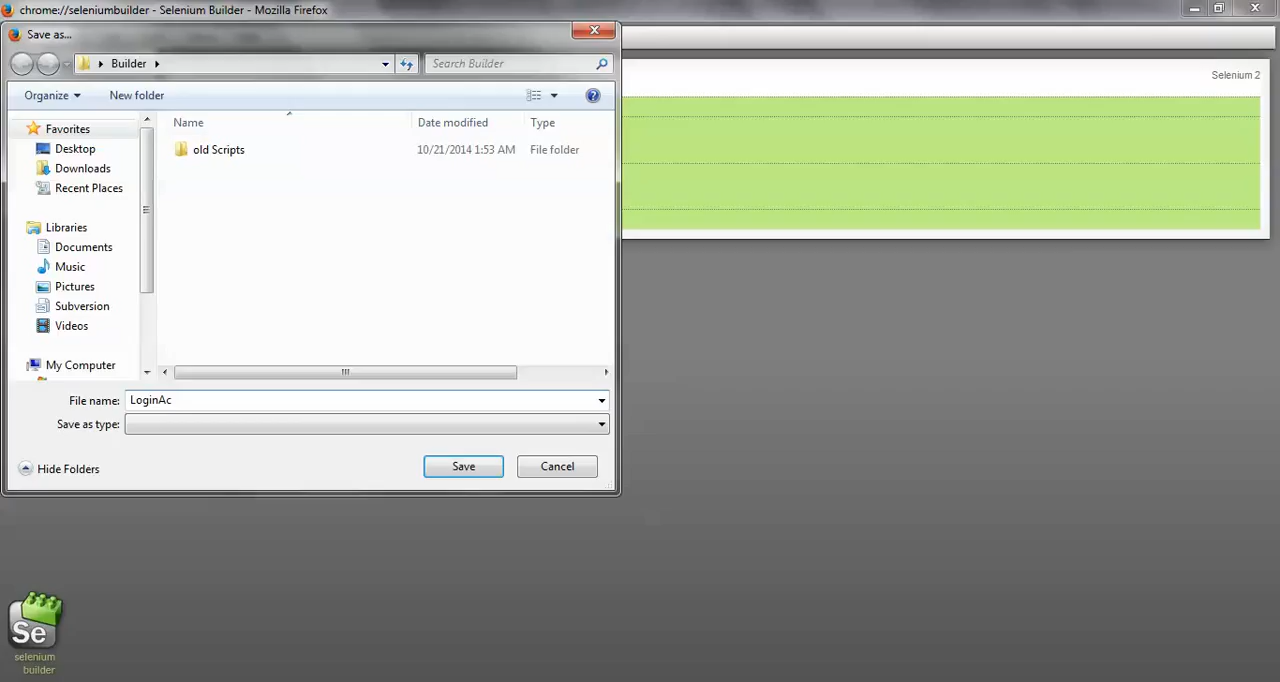 chrome://seleniumbuilder - Selenium Builder - Mozilla Firefox
Save as...
Builder
Search Builder
Organize
New folder
Selenium 2
Name
Date modified
Type
Favorites
Desktop
Downloads
Recent Places
Libraries
Documents
Music
Pictures
Subversion
Videos
My Computer
old Scripts
10/21/2014 1:53 AM
File folder
File name:
LoginAc
Save as type:
Hide Folders
Save
Cancel
Se
selenium
builder